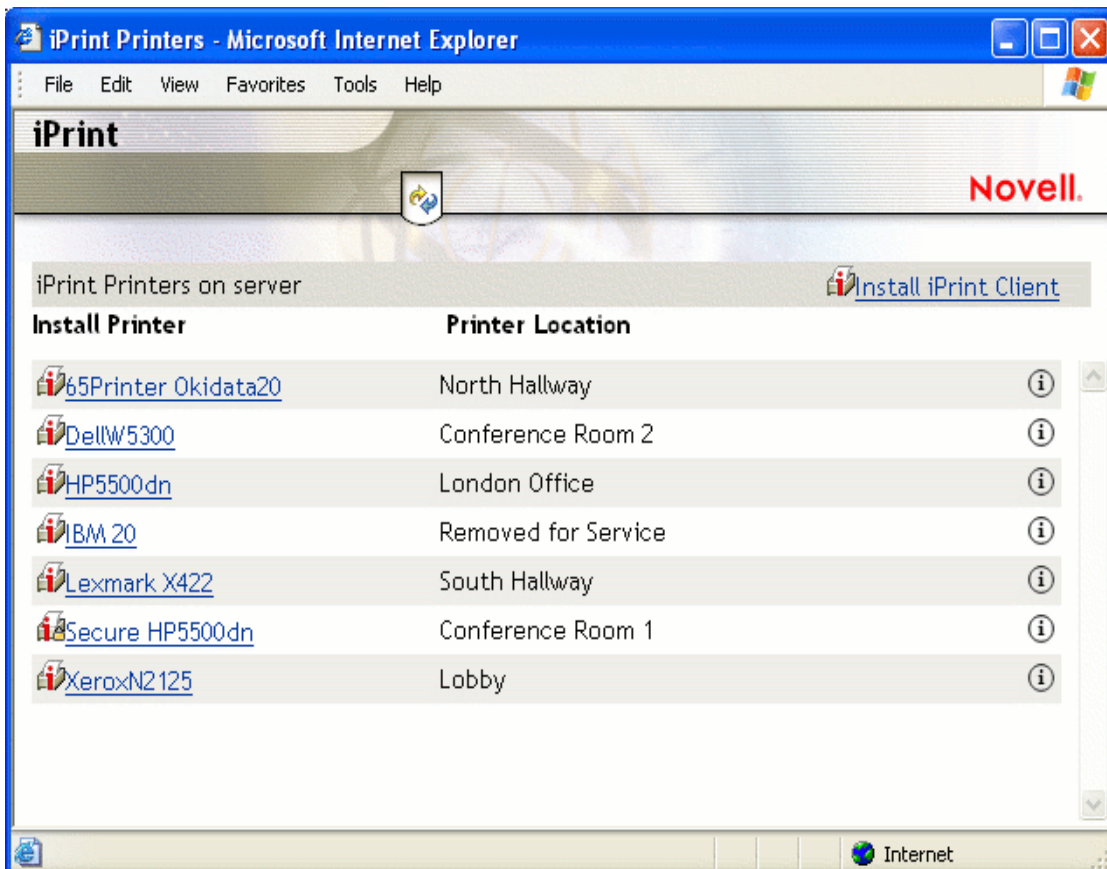 iPrint Printers - Microsoft Internet Explorer
File Edit View Favorites Tools Help
iPrint
Novell.
iPrint Printers on server Install iPrint Client
Install Printer Printer Location
65Printer Okidata20 North Hallway
DellW5300 Conference Room 2
HP5500dn London Office
IBM 20 Removed for Service
Lexmark X422 South Hallway
Secure HP5500dn Conference Room 1
XeroxN2125 Lobby
Internet